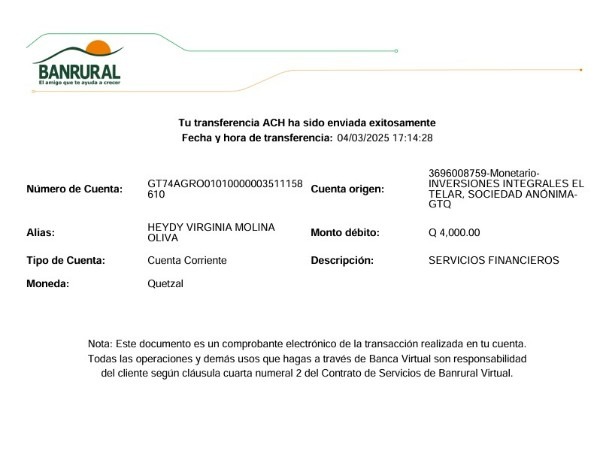 BANRURAL
El amigo que te ayuda a crecer
Tu transferencia ACH ha sido enviada exitosamente
Fecha y hora de transferencia: 04/03/2025 17:14:28
Número de Cuenta:
GT74AGRO01010000003511158
610
Cuenta origen:
3696008759-Monetario-
INVERSIONES INTEGRALES EL
TELAR, SOCIEDAD ANÓNIMA-
GTQ
Alias:
HEYDY VIRGINIA MOLINA
OLIVA
Monto débito:
Q 4,000.00
Tipo de Cuenta:
Cuenta Corriente
Descripción:
SERVICIOS FINANCIEROS
Moneda:
Quetzal
Nota: Este documento es un comprobante electrónico de la transacción realizada en tu cuenta.
Todas las operaciones y demás usos que hagas a través de Banca Virtual son responsabilidad
del cliente según cláusula cuarta numeral 2 del Contrato de Servicios de Banrural Virtual.